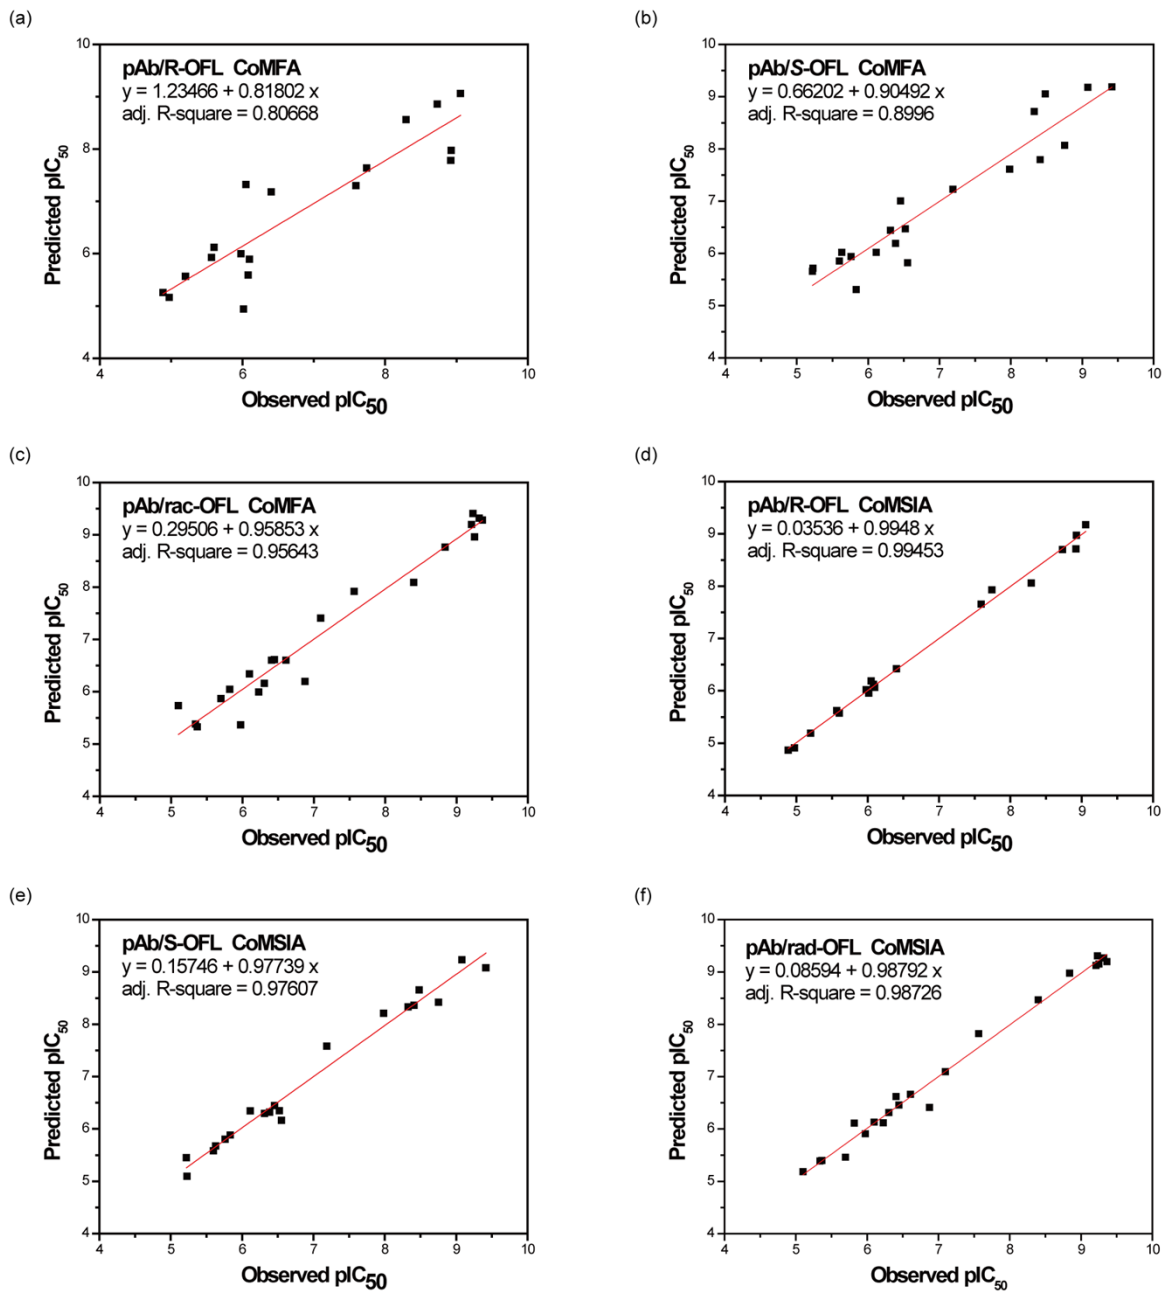 (a)
pAb/R-OFL CoMFA
y = 1.23466 + 0.81802 x
adj. R-square = 0.80668
10
8
6
4
Predicted pIC50
4
6
8
10
Observed pIC50
(b)
pAb/S-OFL CoMFA
y = 0.66202 + 0.90492 x
adj. R-square = 0.8996
10
9
8
7
6
5
4
Predicted pIC50
4
5
6
7
8
9
10
Observed pIC50
(c)
pAb/rac-OFL CoMFA
y = 0.29506 + 0.95853 x
adj. R-square = 0.95643
10
9
8
7
6
5
4
Predicted pIC50
4
5
6
7
8
9
10
Observed pIC50
(d)
pAb/R-OFL CoMSIA
y = 0.03536 + 0.9948 x
adj. R-square = 0.99453
10
9
8
7
6
5
4
Predicted pIC50
4
5
6
7
8
9
10
Observed pIC50
(e)
pAb/S-OFL CoMSIA
y = 0.15746 + 0.97739 x
adj. R-square = 0.97607
10
9
8
7
6
5
4
Predicted pIC50
4
5
6
7
8
9
10
Observed pIC50
(f)
pAb/rad-OFL CoMSIA
y = 0.08594 + 0.98792 x
adj. R-square = 0.98726
10
9
8
7
6
5
4
Predicted pIC50
4
5
6
7
8
9
10
Observed pIC50